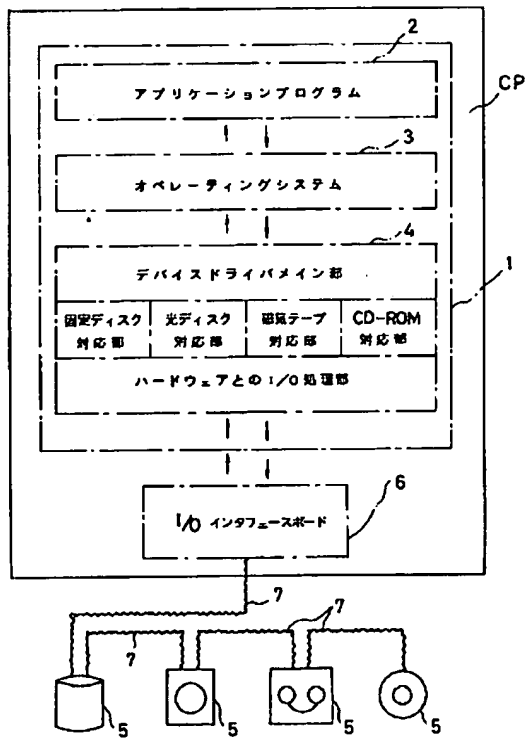 2
CP
アプリケーションプログラム
3
オペレーティングシステム
4
デバイスドライバメイン部
1
固定ディスク
対応部
光ディスク
対応部
磁気テープ
対応部
CD-ROM
対応部
ハードウェアとのI/O処理部
6
I/O インタフェースボード
7
7
7
5
5
5
5